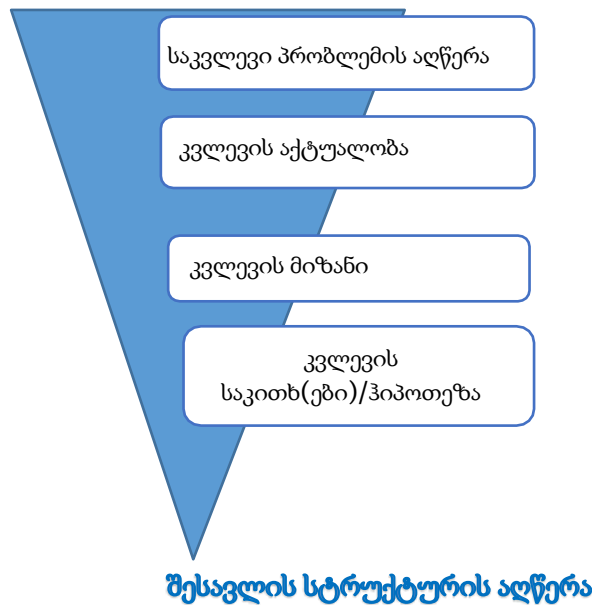 საკვლევი პრობლემის აღწერა
კვლევის აქტუალობა
კვლევის მიზანი
კვლევის
საკითხ(ები)/ჰიპოთეზა
შესავლის სტრუქტურის აღწერა